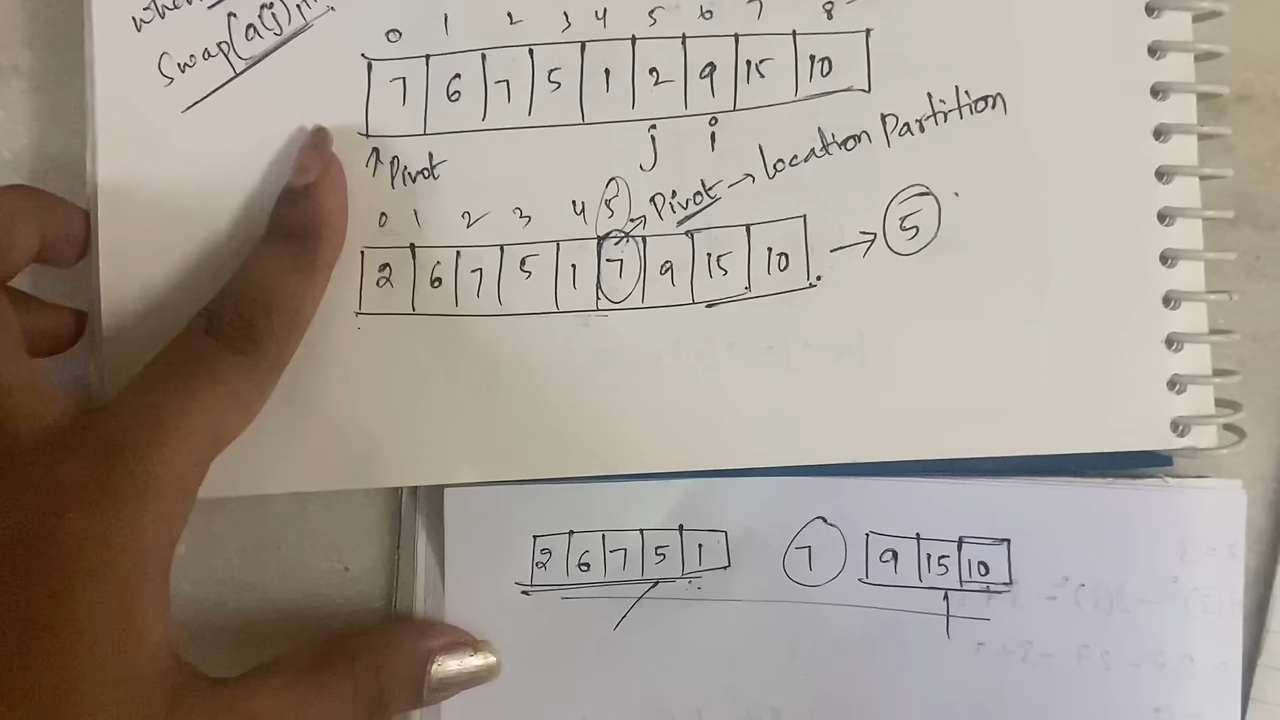 Swap(a[j],
0 1 2 3 4 5 6 7 8
7 6 7 5 1 2 9 15 10
j i
↑ Pivot
0 1 2 3 4 5 → Pivot → Location Partition
2 6 7 5 1 7 9 15 10 → 5
2 6 7 5 1 7 9 15 10